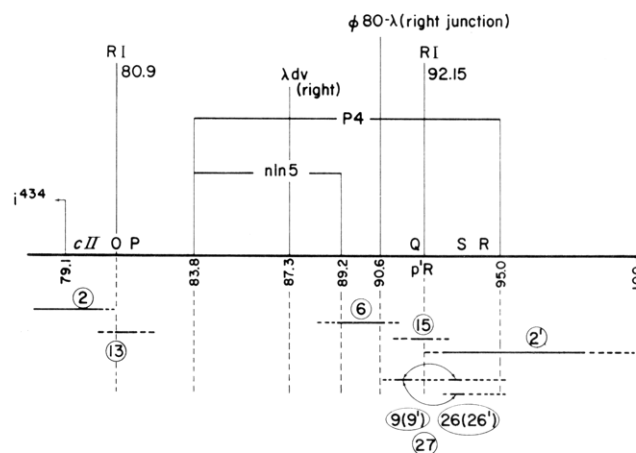 φ80-λ(right junction)
RI
80.9
λdv
(right)
RI
92.15
P4
nin5
i434
cII O P Q S R
79.1 83.8 87.3 89.2 90.6 p'R 95.0
2 6 15 2'
13
9(9') 26(26')
27